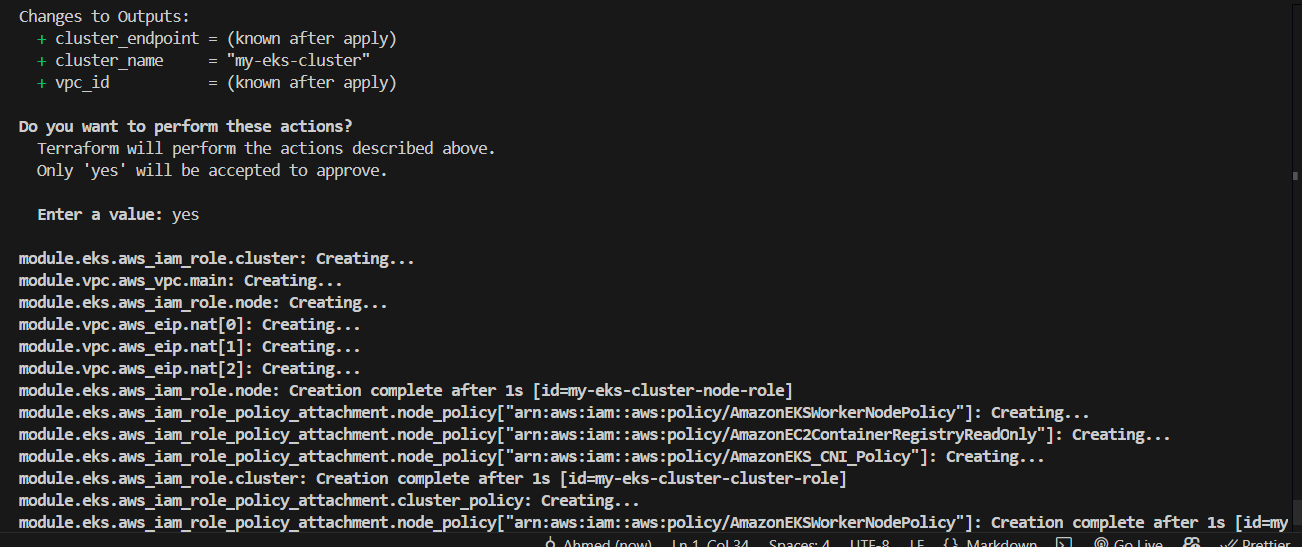 Changes to Outputs:
+ cluster_endpoint = (known after apply)
+ cluster_name     = "my-eks-cluster"
+ vpc_id           = (known after apply)
Do you want to perform these actions?
Terraform will perform the actions described above.
Only 'yes' will be accepted to approve.
Enter a value: yes
module.eks.aws_iam_role.cluster: Creating...
module.vpc.aws_vpc.main: Creating...
module.eks.aws_iam_role.node: Creating...
module.vpc.aws_eip.nat[0]: Creating...
module.vpc.aws_eip.nat[1]: Creating...
module.vpc.aws_eip.nat[2]: Creating...
module.eks.aws_iam_role.node: Creation complete after 1s [id=my-eks-cluster-node-role]
module.eks.aws_iam_role_policy_attachment.node_policy["arn:aws:iam::aws:policy/AmazonEKSWorkerNodePolicy"]: Creating...
module.eks.aws_iam_role_policy_attachment.node_policy["arn:aws:iam::aws:policy/AmazonEC2ContainerRegistryReadOnly"]: Creating...
module.eks.aws_iam_role_policy_attachment.node_policy["arn:aws:iam::aws:policy/AmazonEKS_CNI_Policy"]: Creating...
module.eks.aws_iam_role.cluster: Creation complete after 1s [id=my-eks-cluster-cluster-role]
module.eks.aws_iam_role_policy_attachment.cluster_policy: Creating...
module.eks.aws_iam_role_policy_attachment.node_policy["arn:aws:iam::aws:policy/AmazonEKSWorkerNodePolicy"]: Creation complete after 1s [id=my
Ahmed (now) Ln 1, Col 34 Spaces: 4 UTF-8 LF {} Markdown Go Live Prettier